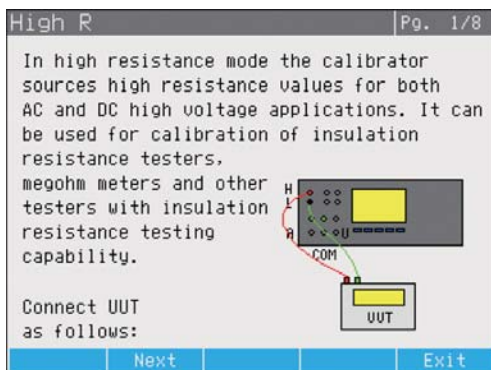 High R Pg. 1/8
In high resistance mode the calibrator
sources high resistance values for both
AC and DC high voltage applications. It can
be used for calibration of insulation
resistance testers,
megohm meters and other
testers with insulation
resistance testing
capability.
H
L
A
U
COM
UUT
Connect UUT
as follows:
Next Exit